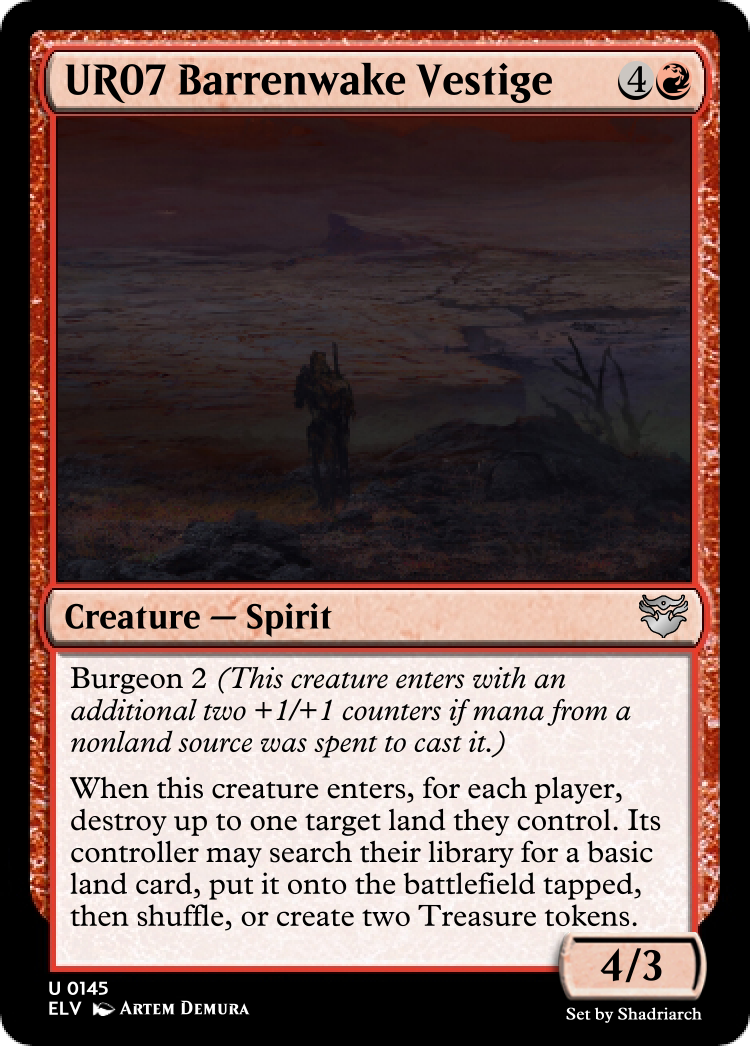 UR07 Barrenwake Vestige 4
Creature — Spirit
Burgeon 2 (This creature enters with an
additional two +1/+1 counters if mana from a
nonland source was spent to cast it.)
When this creature enters, for each player,
destroy up to one target land they control. Its
controller may search their library for a basic
land card, put it onto the battlefield tapped,
then shuffle, or create two Treasure tokens.
4/3
U 0145
ELV Artem Demura
Set by Shadriarch